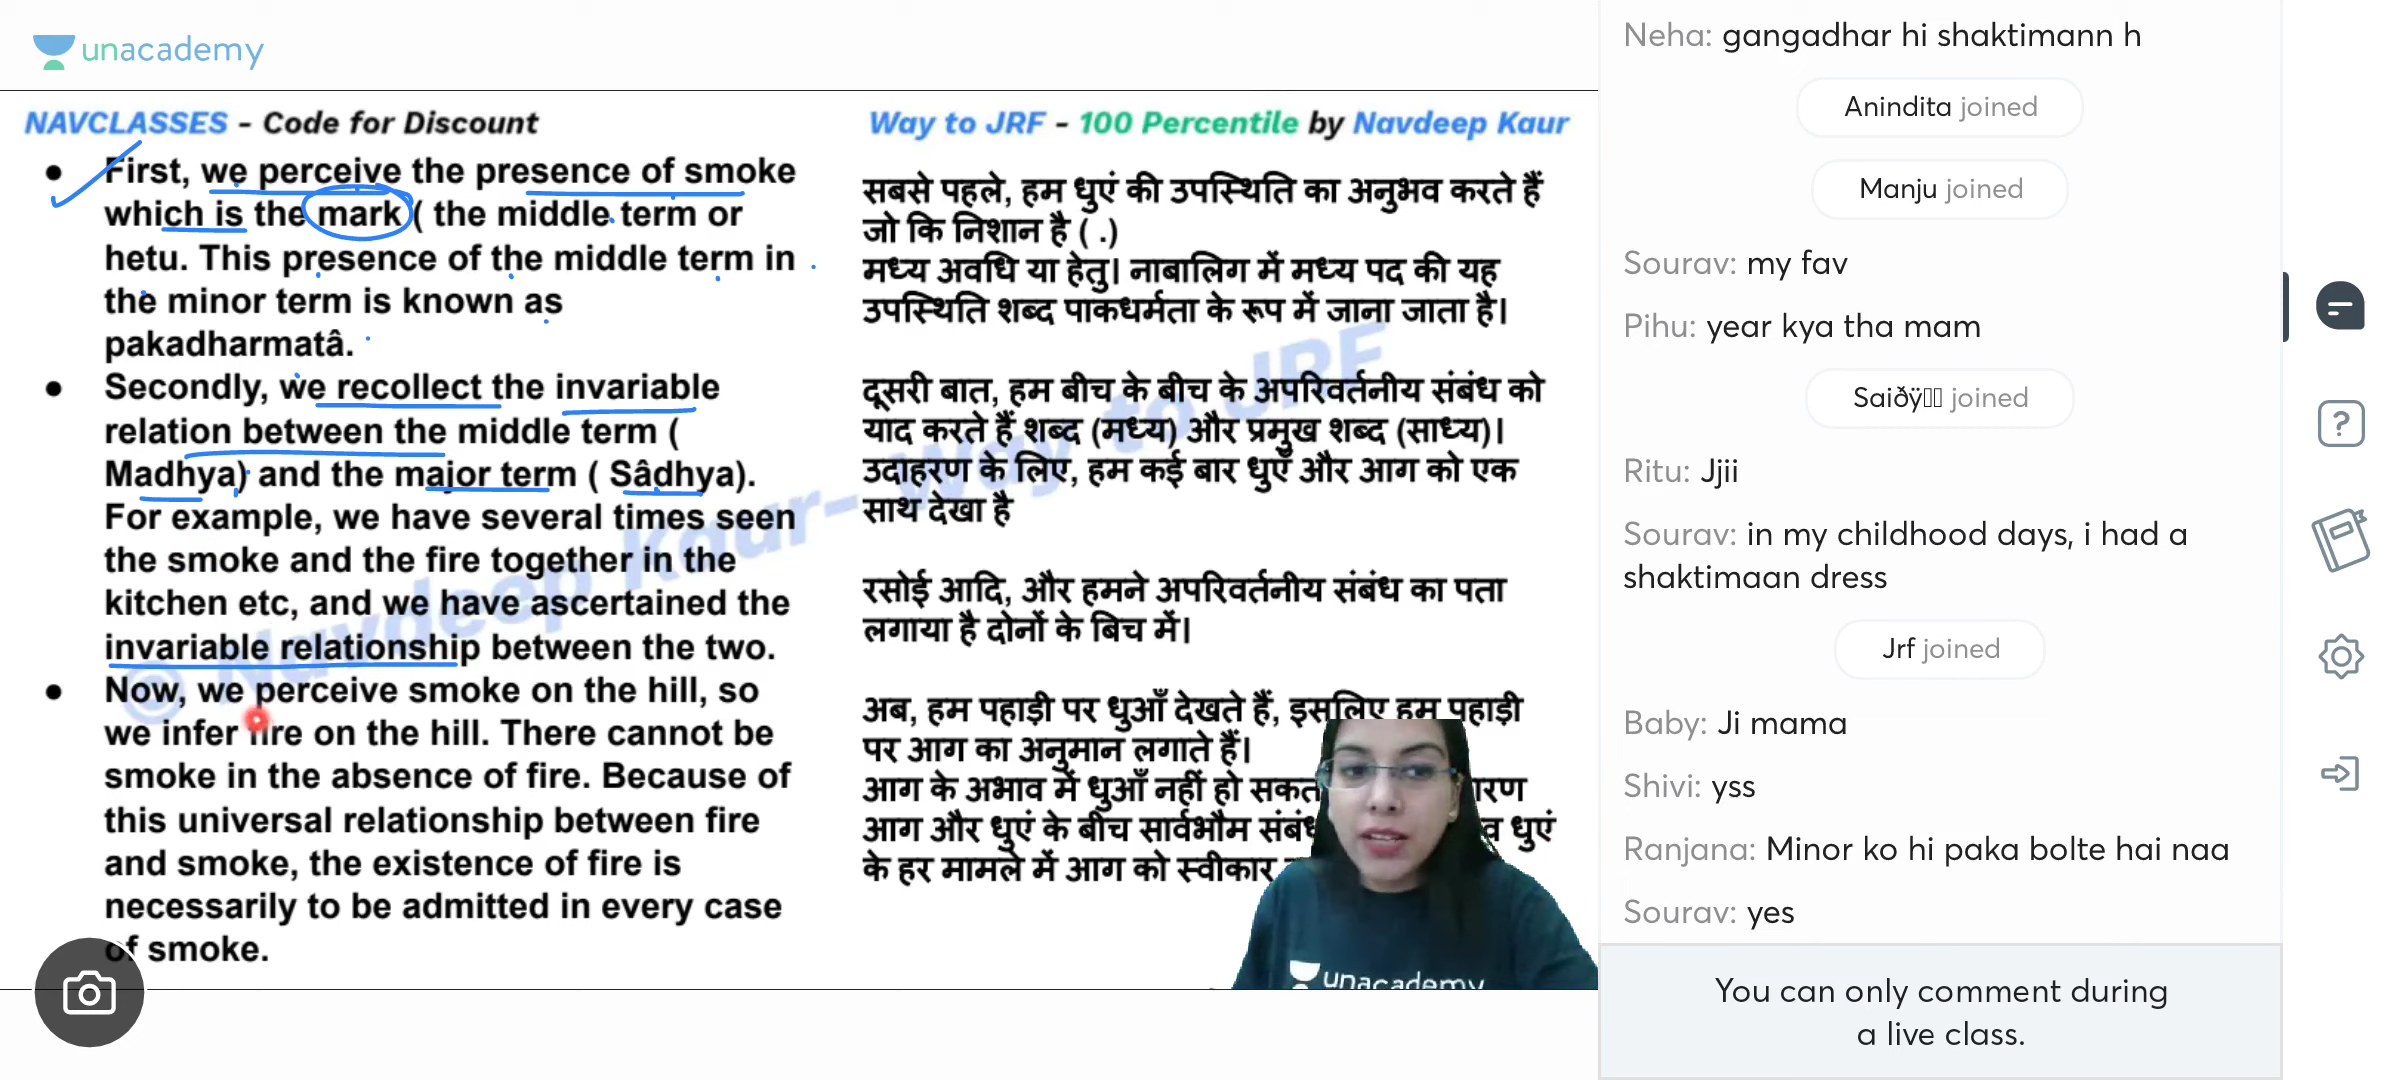 unacademy
NAVCLASSES - Code for Discount
Way to JRF - 100 Percentile by Navdeep Kaur
● First, we perceive the presence of smoke
which is the mark ( the middle term or
hetu. This presence of the middle term in
the minor term is known as
pakadharmatâ.
● Secondly, we recollect the invariable
relation between the middle term (
Madhya) and the major term ( Sâdhya).
For example, we have several times seen
the smoke and the fire together in the
kitchen etc, and we have ascertained the
invariable relationship between the two.
● Now, we perceive smoke on the hill, so
we infer fire on the hill. There cannot be
smoke in the absence of fire. Because of
this universal relationship between fire
and smoke, the existence of fire is
necessarily to be admitted in every case
of smoke.
सबसे पहले, हम धुएं की उपस्थिति का अनुभव करते हैं
जो कि निशान है ( .)
मध्य अवधि या हेतु। नाबालिग में मध्य पद की यह
उपस्थिति शब्द पाकधर्मता के रूप में जाना जाता है।
दूसरी बात, हम बीच के बीच के अपरिवर्तनीय संबंध को
याद करते हैं शब्द (मध्य) और प्रमुख शब्द (साध्य)।
उदाहरण के लिए, हम कई बार धुएँ और आग को एक
साथ देखा है
रसोई आदि, और हमने अपरिवर्तनीय संबंध का पता
लगाया है दोनों के बिच में।
अब, हम पहाड़ी पर धुआँ देखते हैं, इसलिए हम पहाड़ी
पर आग का अनुमान लगाते हैं।
आग के अभाव में धुआँ नहीं हो
आग और धुएं के बीच सार्वभौम धुएं
के हर मामले में आग को स्वीकार
© Navdeep Kaur- Way to JRF
unacademy
Neha: gangadhar hi shaktimann h
Anindita joined
Manju joined
Sourav: my fav
Pihu: year kya tha mam
Saiðÿ joined
Ritu: Jjii
Sourav: in my childhood days, i had a
shaktimaan dress
Jrf joined
Baby: Ji mama
Shivi: yss
Ranjana: Minor ko hi paka bolte hai naa
Sourav: yes
You can only comment during
a live class.